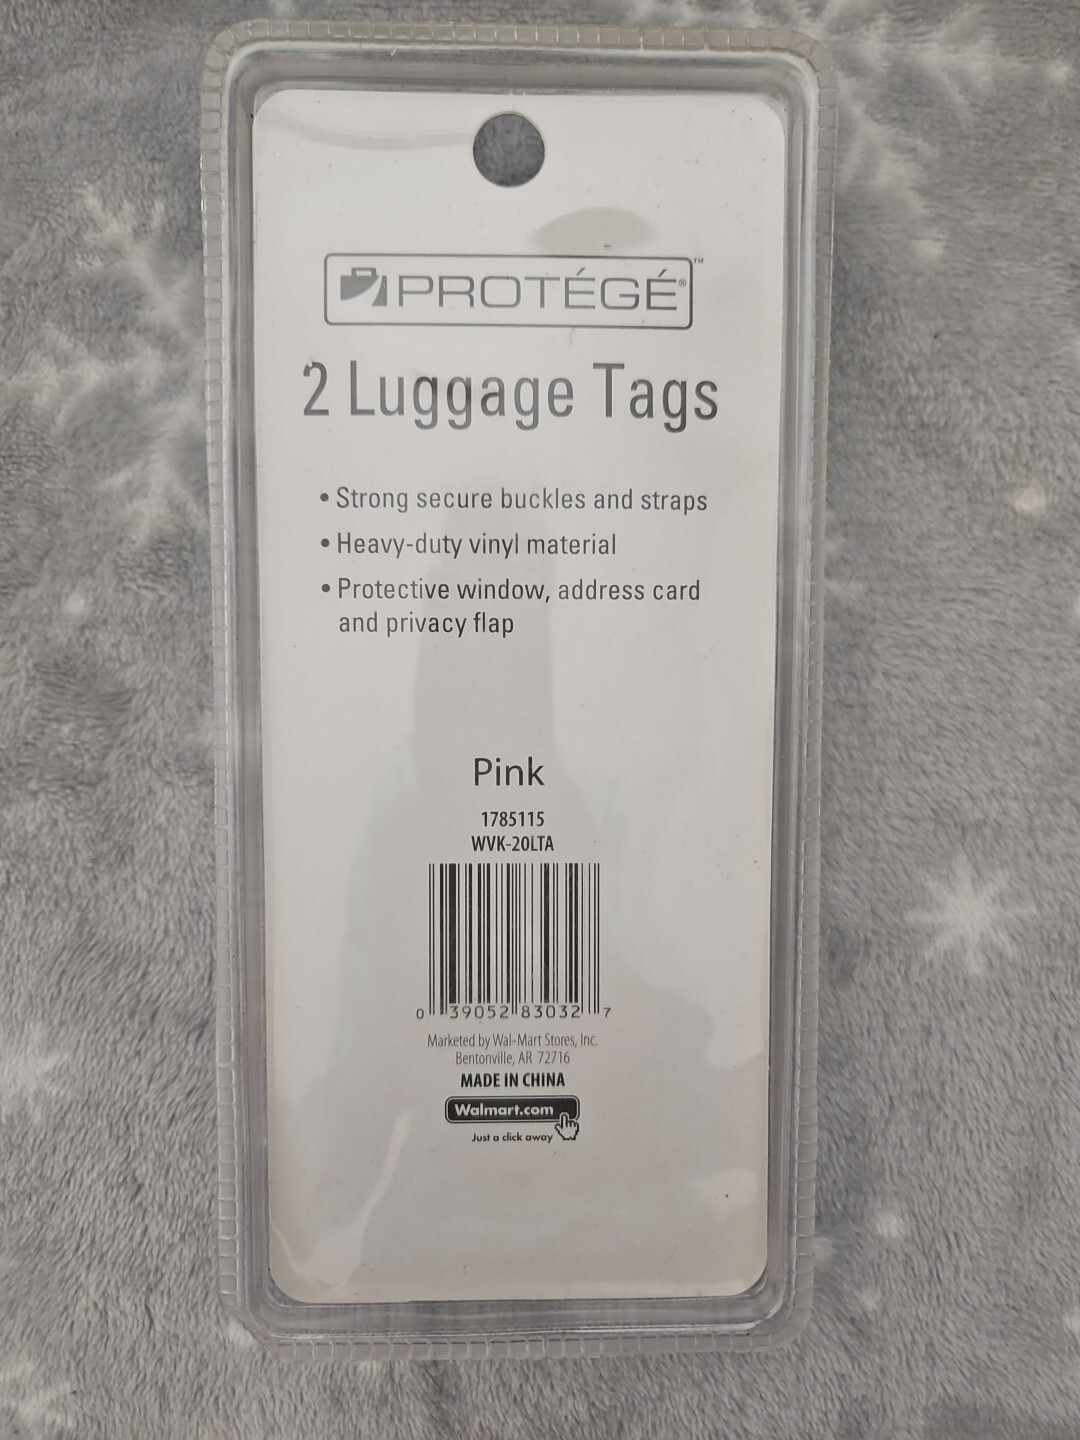 PROTÉGÉ® ™
2 Luggage Tags
• Strong secure buckles and straps
• Heavy-duty vinyl material
• Protective window, address card
and privacy flap
Pink
1785115
WVK-20LTA
0 39052 83032 7
Marketed by Wal-Mart Stores, Inc.
Bentonville, AR 72716
MADE IN CHINA
Walmart.com
Just a click away